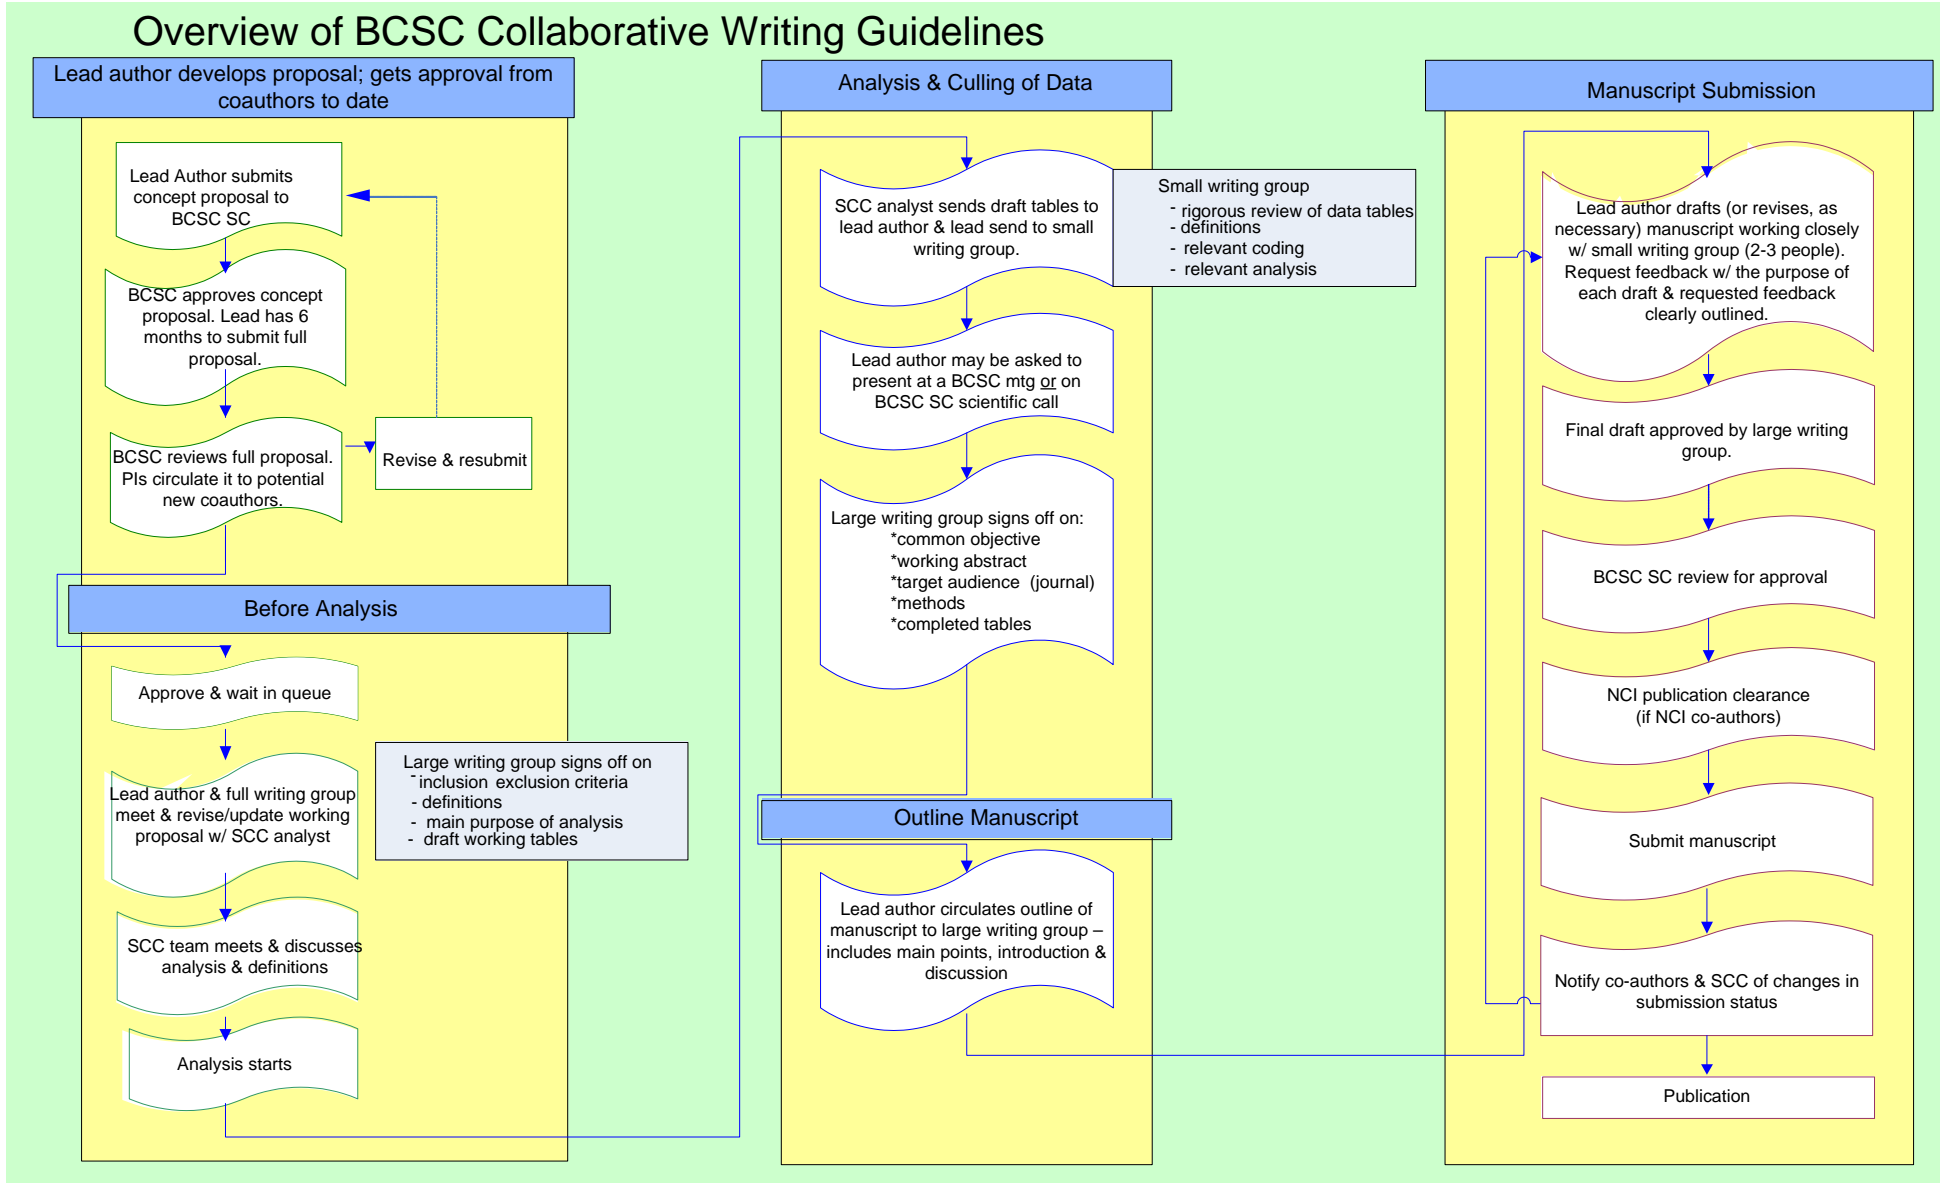 Overview of BCSC Collaborative Writing Guidelines
Lead author develops proposal; gets approval from
coauthors to date
Lead Author submits
concept proposal to
BCSC SC
BCSC approves concept
proposal. Lead has 6
months to submit full
proposal.
BCSC reviews full proposal.
PIs circulate it to potential
new coauthors.
Revise & resubmit
Before Analysis
Approve & wait in queue
Lead author & full writing group
meet & revise/update working
proposal w/ SCC analyst
Large writing group signs off on
- inclusion exclusion criteria
- definitions
- main purpose of analysis
- draft working tables
SCC team meets & discusses
analysis & definitions
Analysis starts
Analysis & Culling of Data
SCC analyst sends draft tables to
lead author & lead send to small
writing group.
Small writing group
- rigorous review of data tables
- definitions
- relevant coding
- relevant analysis
Lead author may be asked to
present at a BCSC mtg or on
BCSC SC scientific call
Large writing group signs off on:
*common objective
*working abstract
*target audience (journal)
*methods
*completed tables
Outline Manuscript
Lead author circulates outline of
manuscript to large writing group –
includes main points, introduction &
discussion
Manuscript Submission
Lead author drafts (or revises, as
necessary) manuscript working closely
w/ small writing group (2-3 people).
Request feedback w/ the purpose of
each draft & requested feedback
clearly outlined.
Final draft approved by large writing
group.
BCSC SC review for approval
NCI publication clearance
(if NCI co-authors)
Submit manuscript
Notify co-authors & SCC of changes in
submission status
Publication